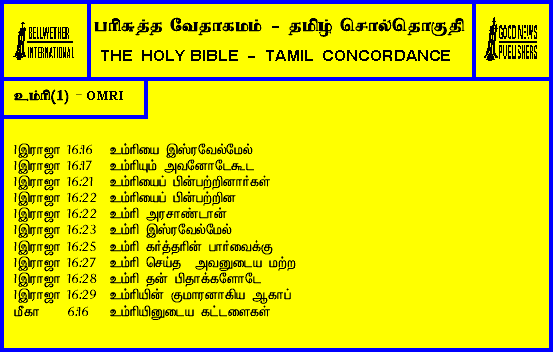 BELLWETHER
INTERNATIONAL
பரிசுத்த வேதாகமம் - தமிழ் சொல்தொகுதி
THE HOLY BIBLE - TAMIL CONCORDANCE
GOOD NEWS
PUBLISHERS
உம்ரி(1) - OMRI
1இராஜா 16:16 உம்ரியை இஸ்ரவேல்மேல்
1இராஜா 16:17 உம்ரியும் அவனோடேகூட
1இராஜா 16:21 உம்ரியைப் பின்பற்றினார்கள்
1இராஜா 16:22 உம்ரியைப் பின்பற்றின
1இராஜா 16:22 உம்ரி அரசாண்டான்
1இராஜா 16:23 உம்ரி இஸ்ரவேல்மேல்
1இராஜா 16:25 உம்ரி கர்த்தரின் பார்வைக்கு
1இராஜா 16:27 உம்ரி செய்த அவனுடைய மற்ற
1இராஜா 16:28 உம்ரி தன் பிதாக்களோடே
1இராஜா 16:29 உம்ரியின் குமாரனாகிய ஆகாப்
மீகா 6:16 உம்ரியினுடைய கட்டளைகள்